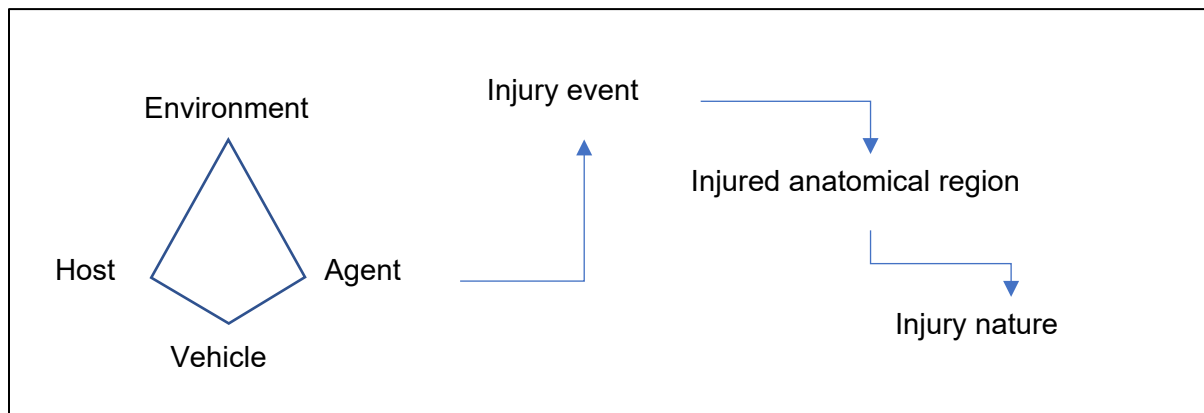 Environment
Host
Agent
Vehicle
Injury event
Injured anatomical region
Injury nature